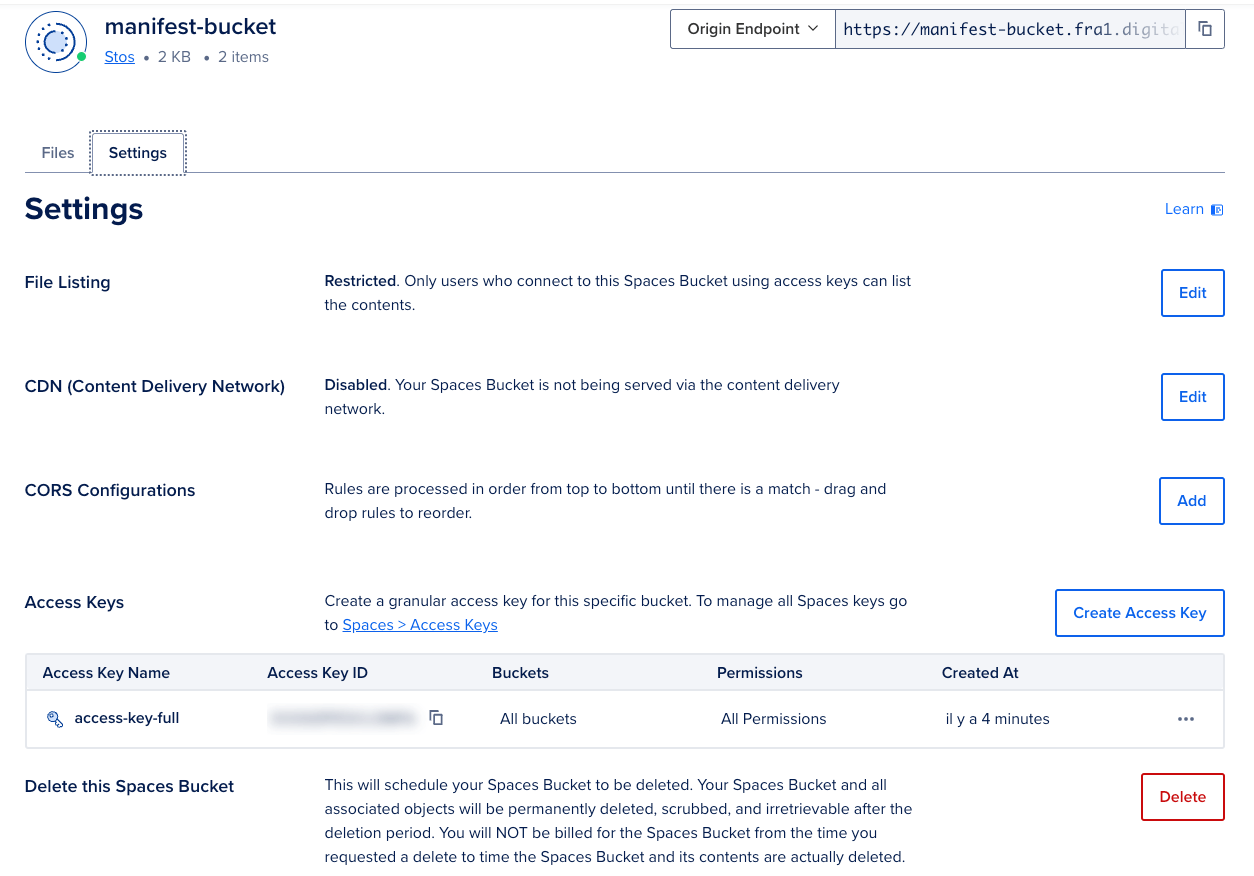 manifest-bucket
Stos • 2 KB • 2 items
Origin Endpoint
https://manifest-bucket.fra1.digita
Files
Settings
Settings
Learn
File Listing
Restricted. Only users who connect to this Spaces Bucket using access keys can list
the contents.
Edit
CDN (Content Delivery Network)
Disabled. Your Spaces Bucket is not being served via the content delivery
network.
Edit
CORS Configurations
Rules are processed in order from top to bottom until there is a match - drag and
drop rules to reorder.
Add
Access Keys
Create a granular access key for this specific bucket. To manage all Spaces keys go
to Spaces > Access Keys
Create Access Key
Access Key Name Access Key ID Buckets Permissions Created At
access-key-full All buckets All Permissions il y a 4 minutes
Delete this Spaces Bucket
This will schedule your Spaces Bucket to be deleted. Your Spaces Bucket and all
associated objects will be permanently deleted, scrubbed, and irretrievable after the
deletion period. You will NOT be billed for the Spaces Bucket from the time you
requested a delete to time the Spaces Bucket and its contents are actually deleted.
Delete